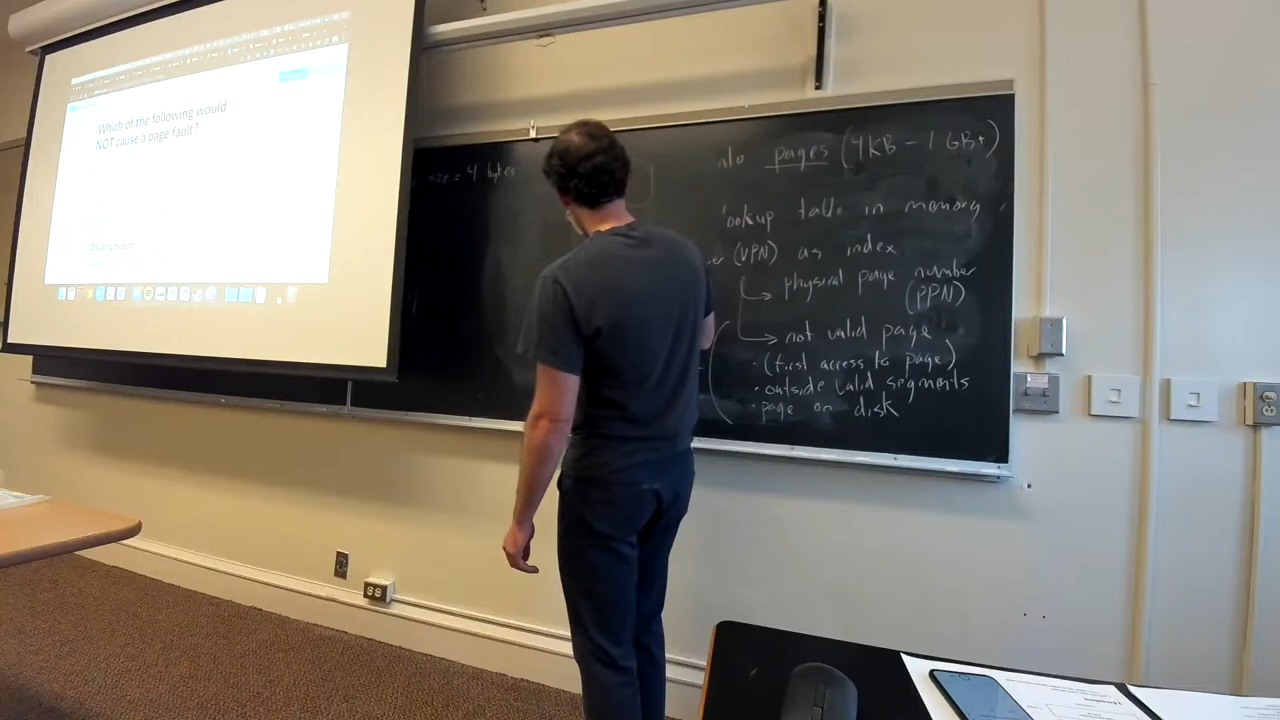 Which of the following would
NOT cause a page fault?
size = 4 bytes
into pages (4KB - 1 GB+)
lookup table in memory
(VPN) as index
physical page number
(PPN)
not valid page
· (first access to page)
· outside valid segments
· page on disk